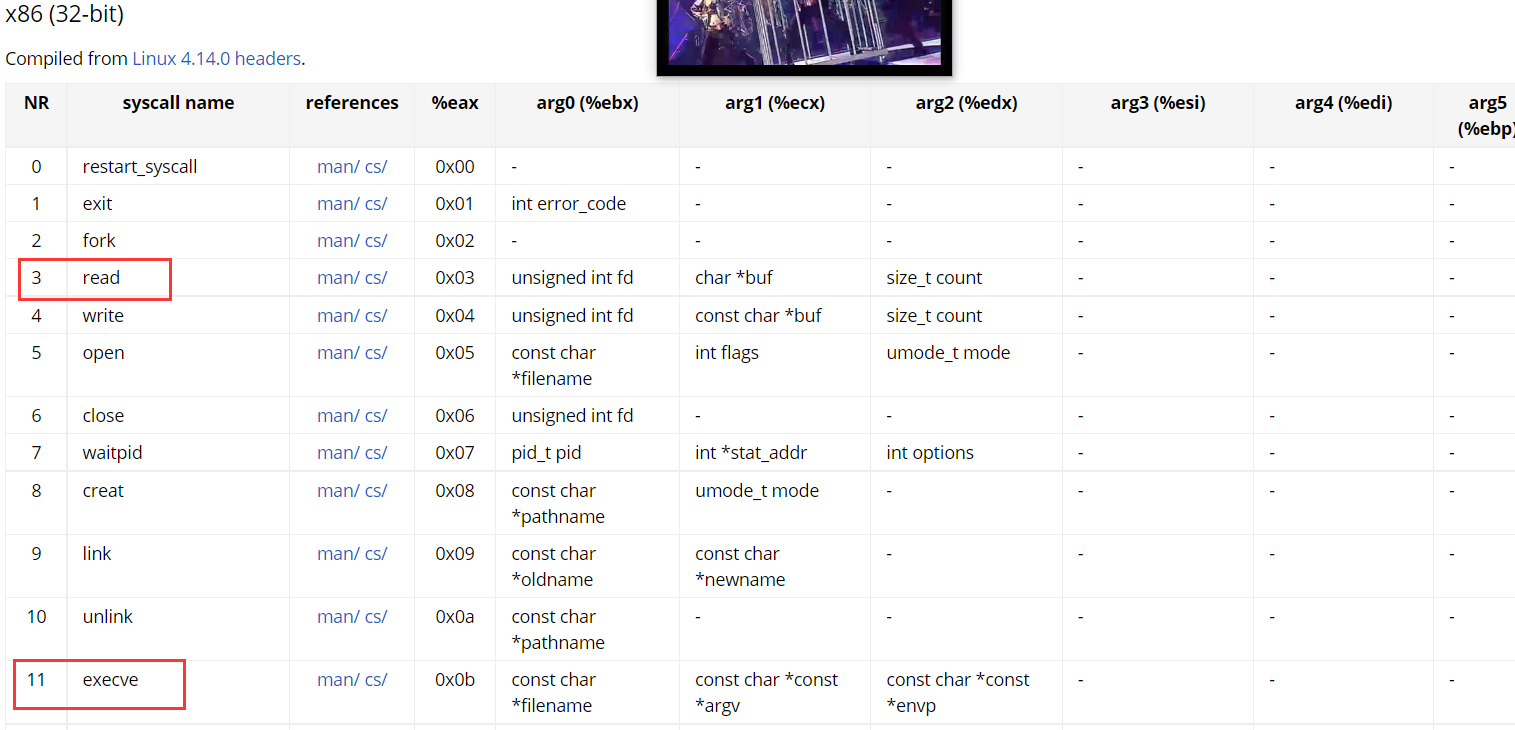 x86 (32-bit)
Compiled from Linux 4.14.0 headers.
NR syscall name references %eax arg0 (%ebx) arg1 (%ecx) arg2 (%edx) arg3 (%esi) arg4 (%edi) arg5
(%ebp)
0 restart_syscall man/ cs/ 0x00 - - - - - -
1 exit man/ cs/ 0x01 int error_code - - - - -
2 fork man/ cs/ 0x02 - - - - - -
3 read man/ cs/ 0x03 unsigned int fd char *buf size_t count - - -
4 write man/ cs/ 0x04 unsigned int fd const char *buf size_t count - - -
5 open man/ cs/ 0x05 const char int flags umode_t mode - - -
*filename
6 close man/ cs/ 0x06 unsigned int fd - - - - -
7 waitpid man/ cs/ 0x07 pid_t pid int *stat_addr int options - - -
8 creat man/ cs/ 0x08 const char umode_t mode - - - -
*pathname
9 link man/ cs/ 0x09 const char const char - - - -
*oldname *newname
10 unlink man/ cs/ 0x0a const char - - - - -
*pathname
11 execve man/ cs/ 0x0b const char const char *const const char *const - - -
*filename *argv *envp